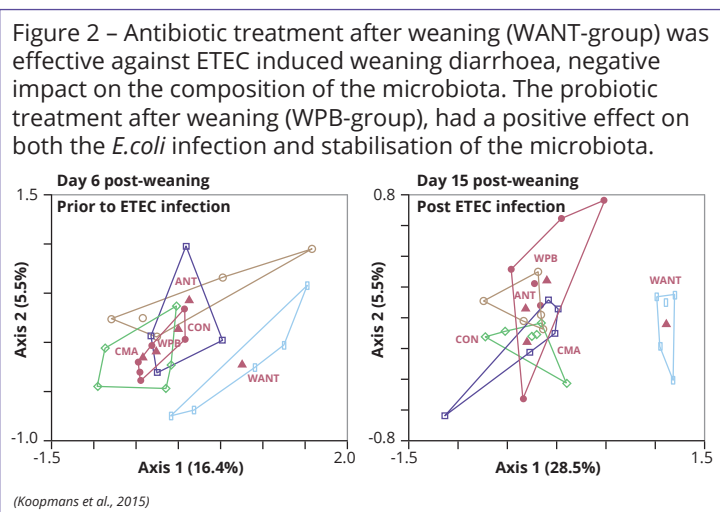 Figure 2 – Antibiotic treatment after weaning (WANT-group) was
effective against ETEC induced weaning diarrhoea, negative
impact on the composition of the microbiota. The probiotic
treatment after weaning (WPB-group), had a positive effect on
both the E.coli infection and stabilisation of the microbiota.
Day 6 post-weaning
Prior to ETEC infection
1.5
Axis 2 (5.5%)
ANT
CON
WPB
CMA
WANT
-1.0
-1.5
2.0
Axis 1 (16.4%)
Day 15 post-weaning
Post ETEC infection
0.8
Axis 2 (5.5%)
WPB
WANT
ANT
CON
CMA
-0.8
-1.5
1.5
Axis 1 (28.5%)
(Koopmans et al., 2015)